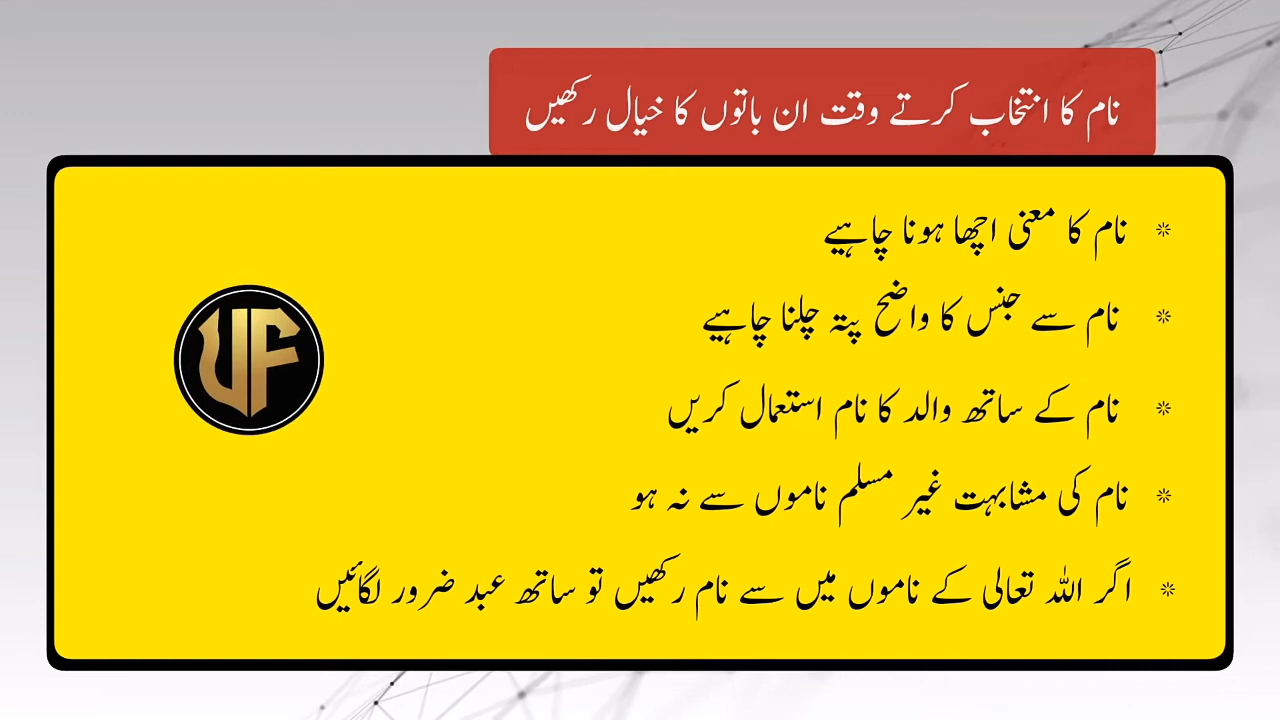 نام کا انتخاب کرتے وقت ان باتوں کا خیال رکھیں
نام کا معنی اچھا ہونا چاہیے
نام سے جنس کا واضح پتہ چلنا چاہیے
نام کے ساتھ والد کا نام استعمال کریں
نام کی مشابہت غیر مسلم ناموں سے نہ ہو
اگر اللہ تعالی کے ناموں میں سے نام رکھیں تو ساتھ عبد ضرور لگائیں
UF